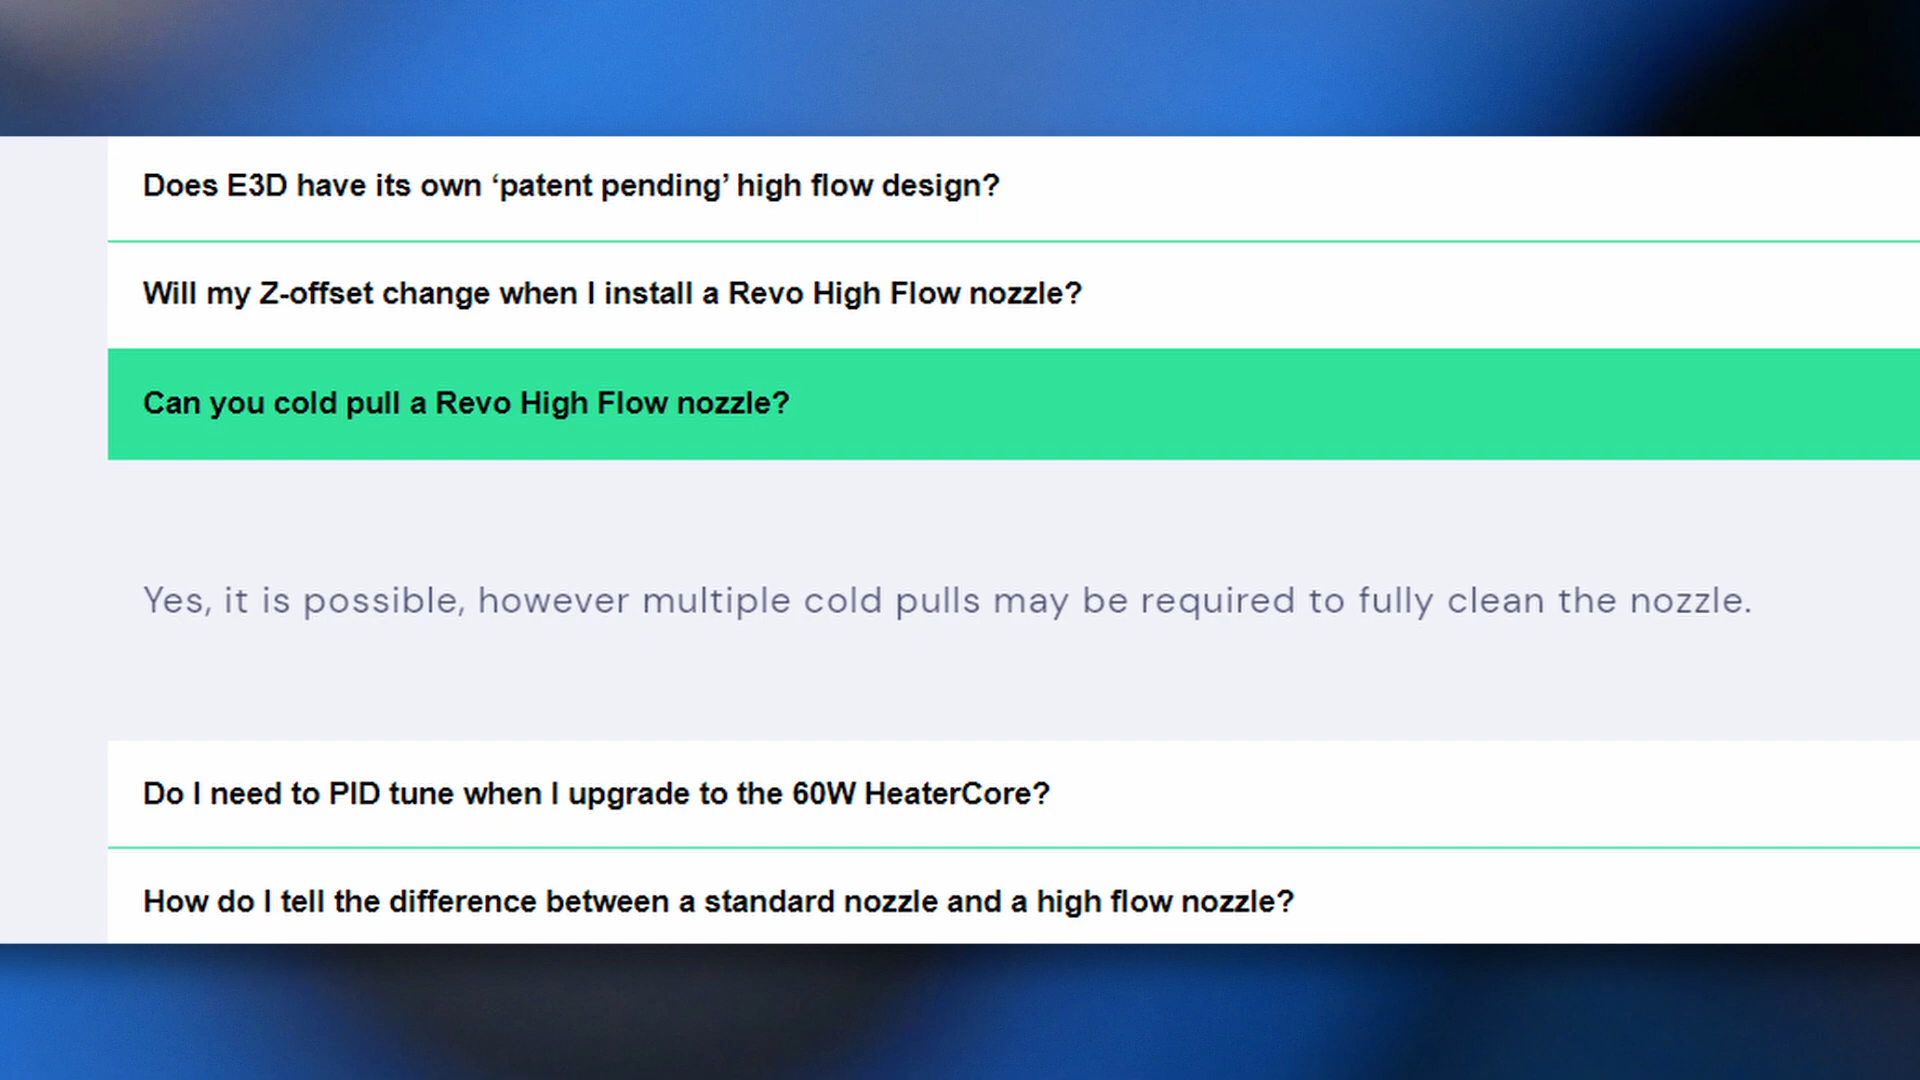 Does E3D have its own ‘patent pending’ high flow design?
Will my Z-offset change when I install a Revo High Flow nozzle?
Can you cold pull a Revo High Flow nozzle?
Yes, it is possible, however multiple cold pulls may be required to fully clean the nozzle.
Do I need to PID tune when I upgrade to the 60W HeaterCore?
How do I tell the difference between a standard nozzle and a high flow nozzle?